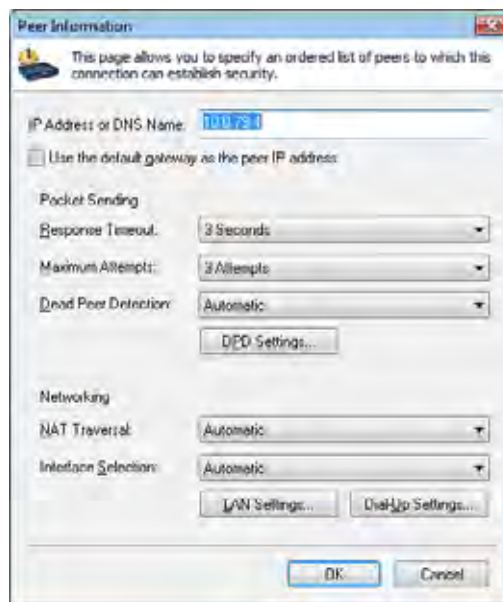 Peer Information
This page allows you to specify an ordered list of peers to which this
connection can establish security.
IP Address or DNS Name: 10.0.79.4
Use the default gateway as the peer IP address
Packet Sending
Response Timeout: 3 Seconds
Maximum Attempts: 3 Attempts
Dead Peer Detection: Automatic
DPD Settings...
Networking
NAT Traversal: Automatic
Interface Selection: Automatic
LAN Settings... Dial-Up Settings...
OK Cancel